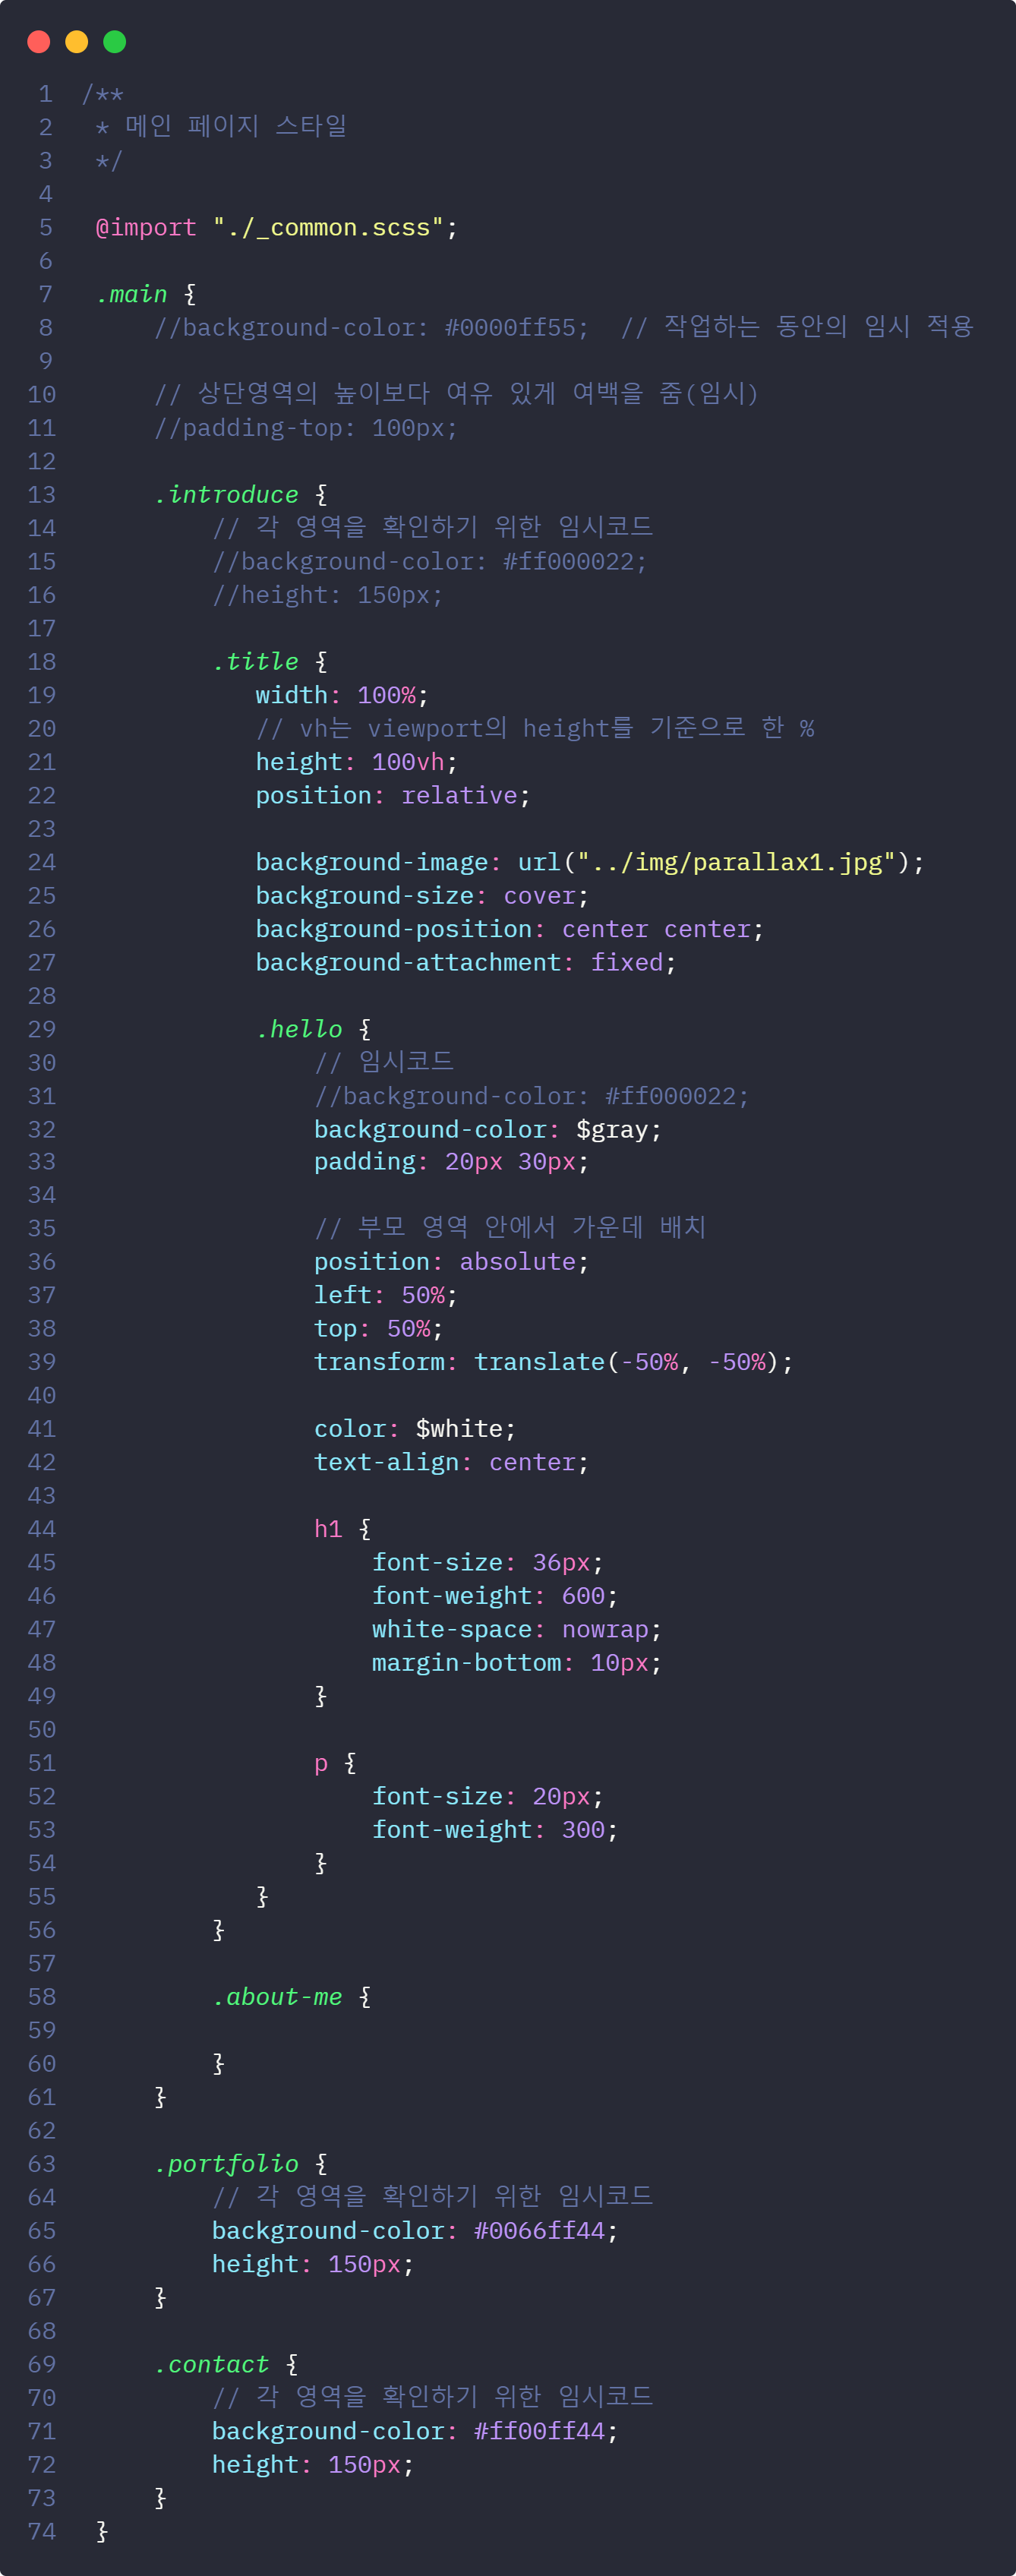 1 /**
2  * 메인 페이지 스타일
3  */
4
5  @import "./_common.scss";
6
7  .main {
8      //background-color: #0000ff55;  // 작업하는 동안의 임시 적용
9
10     // 상단영역의 높이보다 여유 있게 여백을 줌(임시)
11     //padding-top: 100px;
12
13     .introduce {
14         // 각 영역을 확인하기 위한 임시코드
15         //background-color: #ff000022;
16         //height: 150px;
17
18         .title {
19            width: 100%;
20            // vh는 viewport의 height를 기준으로 한 %
21            height: 100vh;
22            position: relative;
23
24            background-image: url("../img/parallax1.jpg");
25            background-size: cover;
26            background-position: center center;
27            background-attachment: fixed;
28
29            .hello {
30                // 임시코드
31                //background-color: #ff000022;
32                background-color: $gray;
33                padding: 20px 30px;
34
35                // 부모 영역 안에서 가운데 배치
36                position: absolute;
37                left: 50%;
38                top: 50%;
39                transform: translate(-50%, -50%);
40
41                color: $white;
42                text-align: center;
43
44                h1 {
45                    font-size: 36px;
46                    font-weight: 600;
47                    white-space: nowrap;
48                    margin-bottom: 10px;
49                }
50
51                p {
52                    font-size: 20px;
53                    font-weight: 300;
54                }
55            }
56         }
57
58         .about-me {
59
60         }
61     }
62
63     .portfolio {
64         // 각 영역을 확인하기 위한 임시코드
65         background-color: #0066ff44;
66         height: 150px;
67     }
68
69     .contact {
70         // 각 영역을 확인하기 위한 임시코드
71         background-color: #ff00ff44;
72         height: 150px;
73     }
74 }